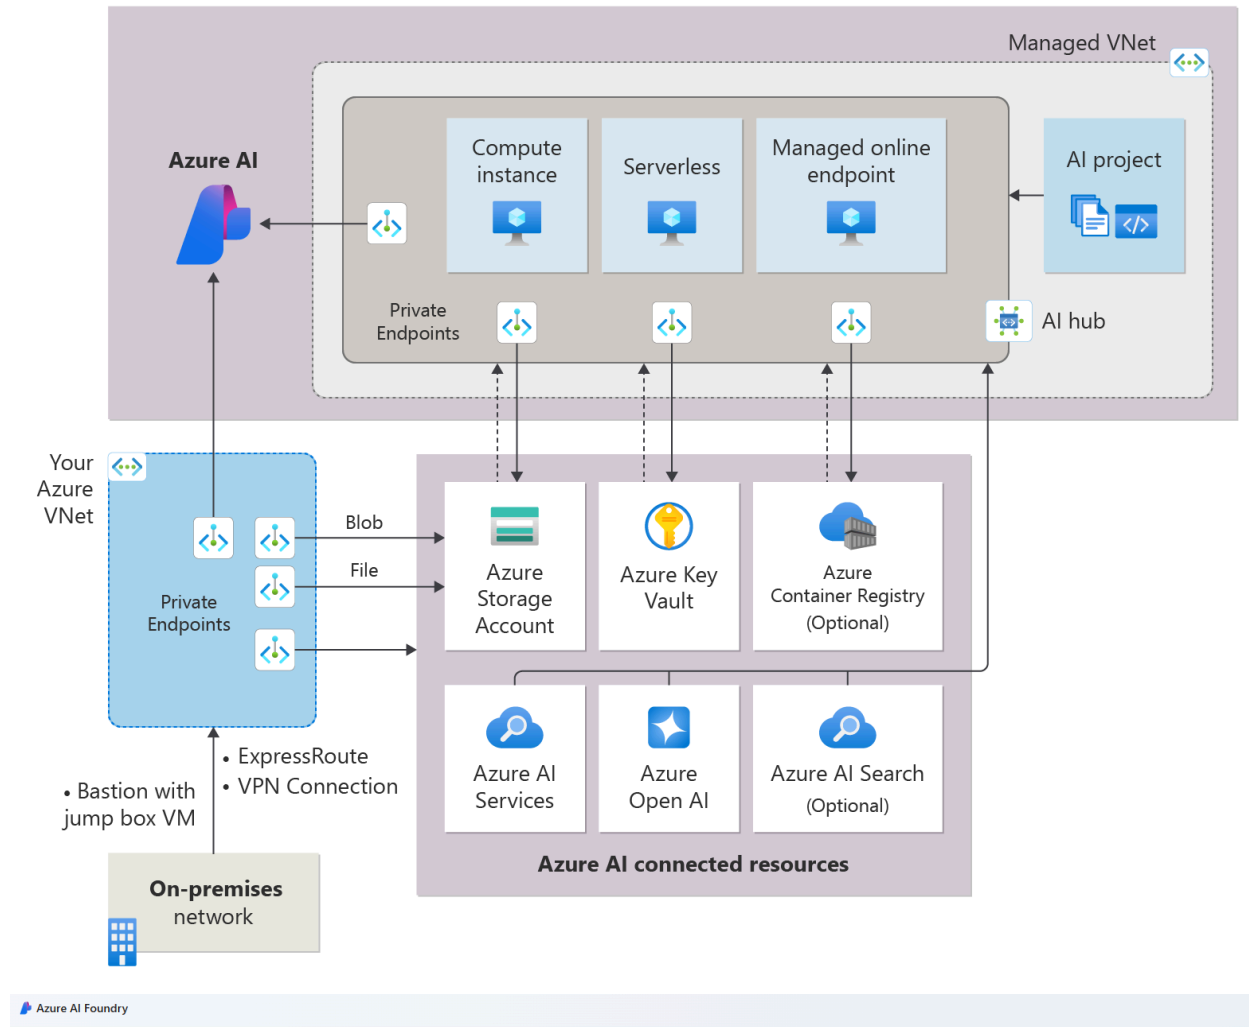 Managed VNet
Azure AI
Compute
instance
Serverless
Managed online
endpoint
AI project
Private
Endpoints
AI hub
Your
Azure
VNet
Blob
File
Private
Endpoints
Azure
Storage
Account
Azure Key
Vault
Azure
Container Registry
(Optional)
• ExpressRoute
• VPN Connection
• Bastion with
jump box VM
Azure AI
Services
Azure
Open AI
Azure AI Search
(Optional)
Azure AI connected resources
On-premises
network
Azure AI Foundry